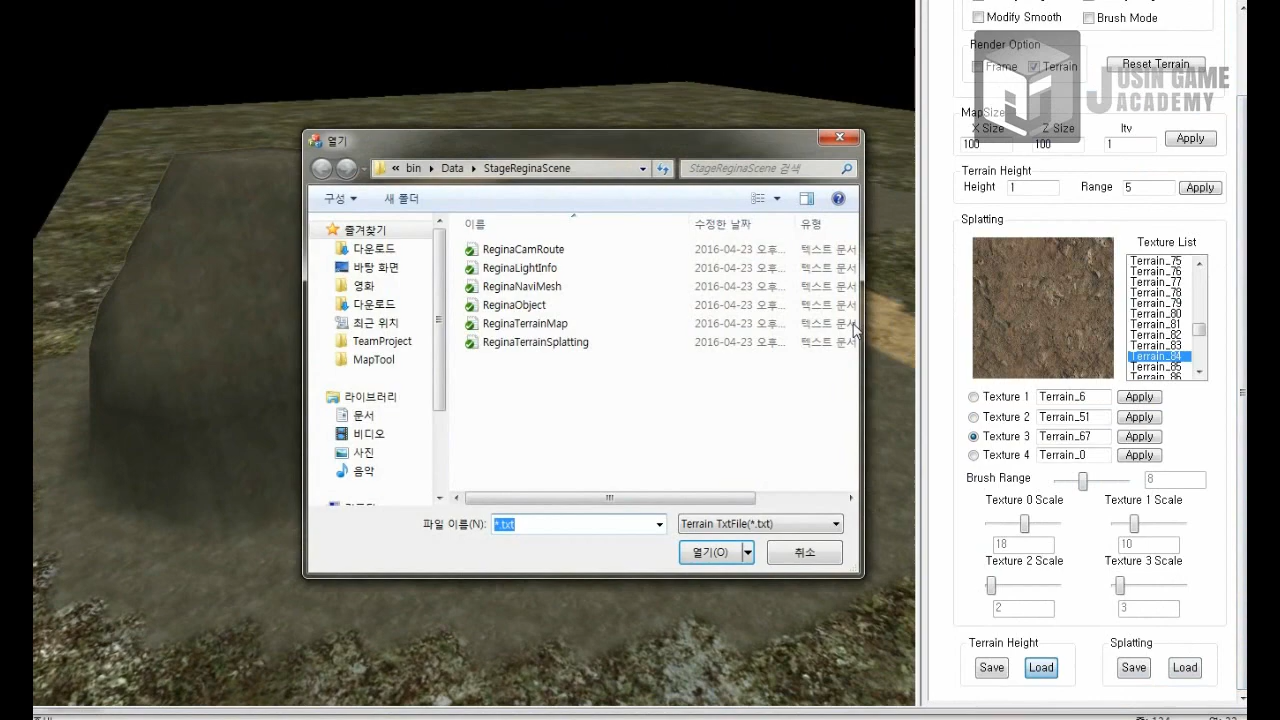 Modify Smooth
Brush Mode
Render Option
Frame
Terrain
Reset Terrain
JUSIN GAME
ACADEMY
MapSize
X Size
Z Size
Itv
100
100
1
Apply
Terrain Height
Height
1
Range
5
Apply
Splatting
Texture List
Terrain_75
Terrain_76
Terrain_77
Terrain_78
Terrain_79
Terrain_80
Terrain_81
Terrain_82
Terrain_83
Terrain_84
Terrain_85
Terrain_86
Texture 1
Terrain_6
Apply
Texture 2
Terrain_51
Apply
Texture 3
Terrain_67
Apply
Texture 4
Terrain_0
Apply
Brush Range
8
Texture 0 Scale
Texture 1 Scale
18
10
Texture 2 Scale
Texture 3 Scale
2
3
Terrain Height
Splatting
Save
Load
Save
Load
열기
« bin ▸ Data ▸ StageReginaScene
StageReginaScene 검색
구성
새 폴더
즐겨찾기
다운로드
바탕 화면
영화
다운로드
최근 위치
TeamProject
MapTool
라이브러리
문서
비디오
사진
음악
이름
수정한 날짜
유형
ReginaCamRoute
2016-04-23 오후...
텍스트 문서
ReginaLightInfo
2016-04-23 오후...
텍스트 문서
ReginaNaviMesh
2016-04-23 오후...
텍스트 문서
ReginaObject
2016-04-23 오후...
텍스트 문서
ReginaTerrainMap
2016-04-23 오후...
텍스트 문서
ReginaTerrainSplatting
2016-04-23 오후...
텍스트 문서
파일 이름(N):
*.txt
Terrain TxtFile(*.txt)
열기(O)
취소